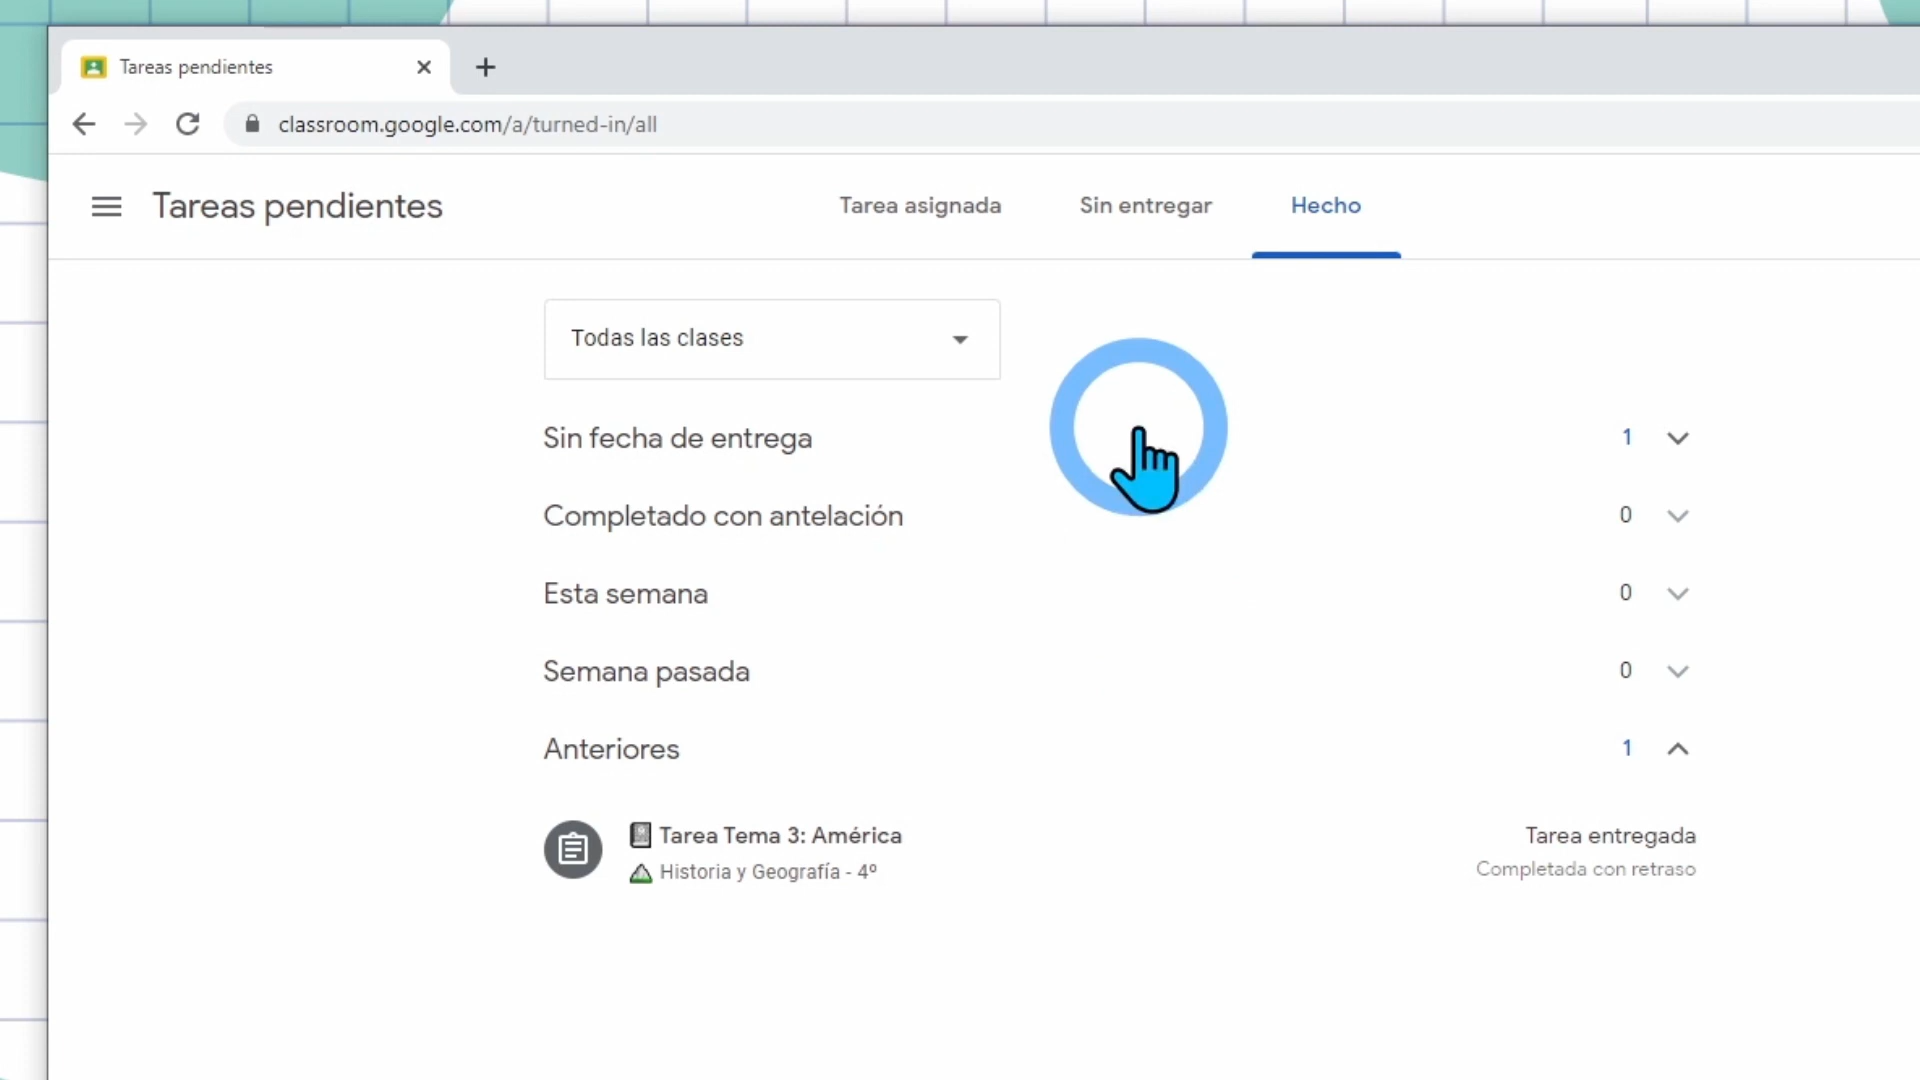 Tareas pendientes
classroom.google.com/a/turned-in/all
Tareas pendientes
Tarea asignada
Sin entregar
Hecho
Todas las clases
Sin fecha de entrega 1
Completado con antelación 0
Esta semana 0
Semana pasada 0
Anteriores 1
Tarea Tema 3: América
Tarea entregada
Historia y Geografía - 4º
Completada con retraso